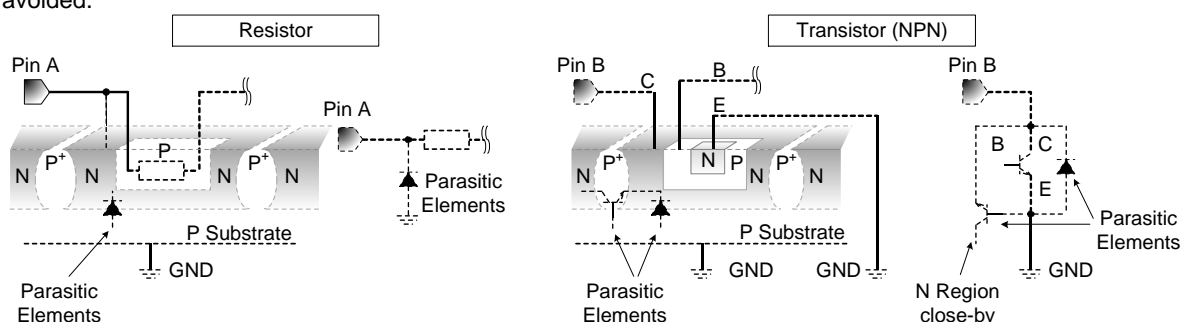 avoided.
Resistor
Transistor (NPN)
Pin A
Pin A
N P+ N P N P+ N
Parasitic
Elements
P Substrate
GND
Parasitic
Elements
Pin B
C
B
E
N P+ N P N P+ N
P Substrate
GND
GND
Parasitic
Elements
Pin B
B
C
E
Parasitic
Elements
GND
N Region
close-by